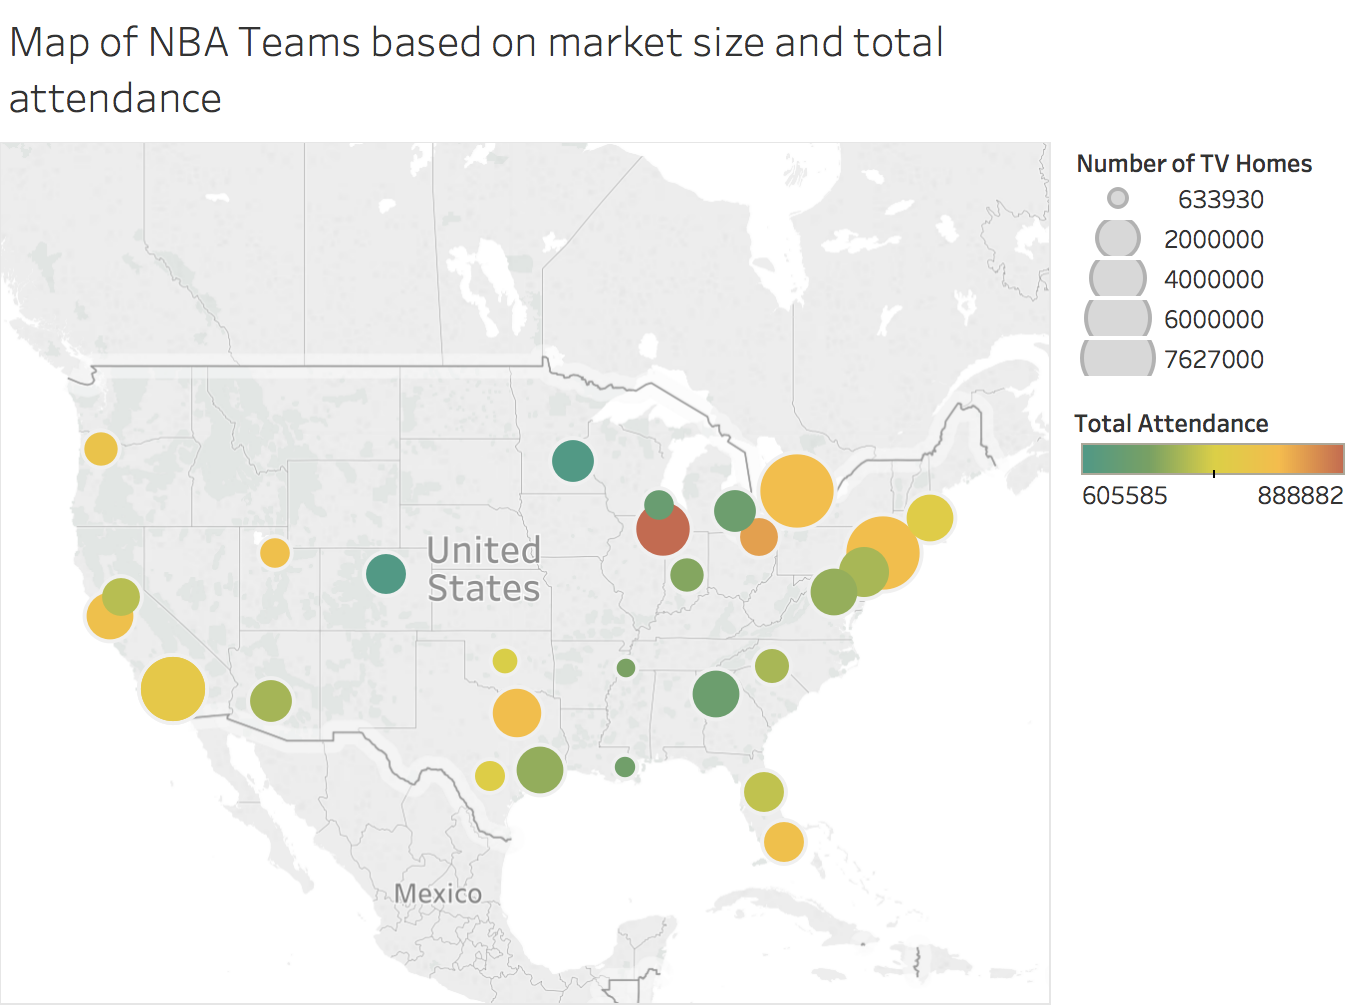 Map of NBA Teams based on market size and total
attendance
Number of TV Homes
633930
2000000
4000000
6000000
7627000
Total Attendance
605585 888882
United
States
Mexico